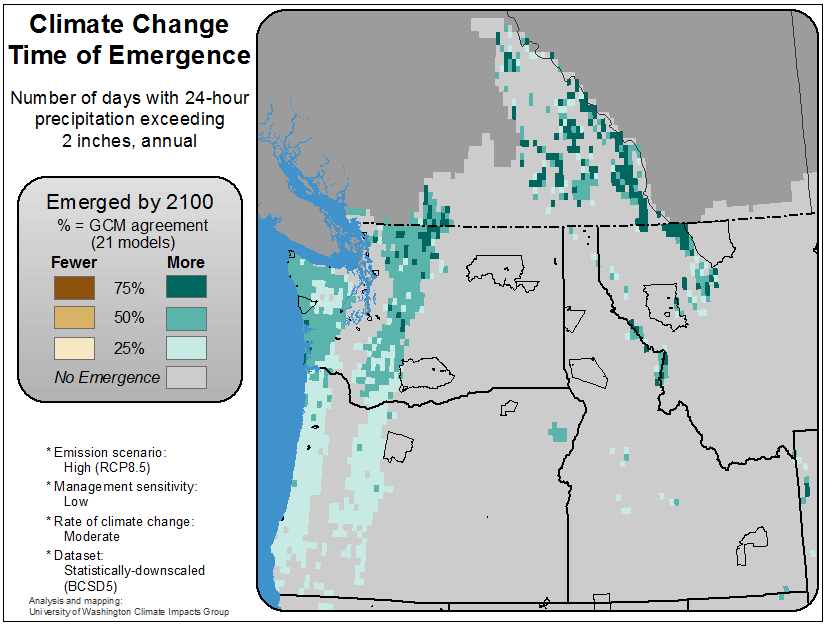 Climate Change
Time of Emergence
Number of days with 24-hour
precipitation exceeding
2 inches, annual
Emerged by 2100
% = GCM agreement
(21 models)
Fewer More
75%
50%
25%
No Emergence
* Emission scenario:
High (RCP8.5)
* Management sensitivity:
Low
* Rate of climate change:
Moderate
* Dataset:
Statistically-downscaled
(BCSD5)
Analysis and mapping:
University of Washington Climate Impacts Group